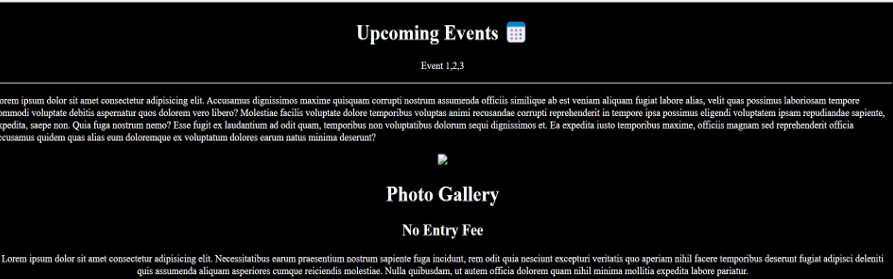 Upcoming Events
Event 1,2,3
orem ipsum dolor sit amet consectetur adipisicing elit. Accusamus dignissimos maxime quisquam corrupti nostrum assumenda officiis similique ab est veniam aliquam fugiat labore alias, velit quas possimus laboriosam tempore
ommodi voluptate debitis aspernatur quos dolorem vero libero? Molestiae facilis voluptate dolore temporibus voluptas animi recusandae corrupti reprehenderit in tempore ipsa possimus eligendi voluptatem ipsam repudiandae sapiente,
xpedita, saepe non. Quia fuga nostrum nemo? Esse fugit ex laudantium ad odit quam, temporibus non voluptatibus dolorum sequi dignissimos et. Ea expedita iusto temporibus maxime, officiis magnam sed reprehenderit officia
ccusamus quidem quas alias eum doloremque ex voluptatum dolores earum natus minima deserunt?
Photo Gallery
No Entry Fee
Lorem ipsum dolor sit amet consectetur adipisicing elit. Necessitatibus earum praesentium nostrum sapiente fuga incidunt, rem odit quia nesciunt excepturi veritatis quo aperiam nihil facere temporibus deserunt fugiat adipisci deleniti
quis assumenda aliquam asperiores cumque reiciendis molestiae. Nulla quibusdam, ut autem officia dolorem quam nihil minima mollitia expedita labore pariatur.